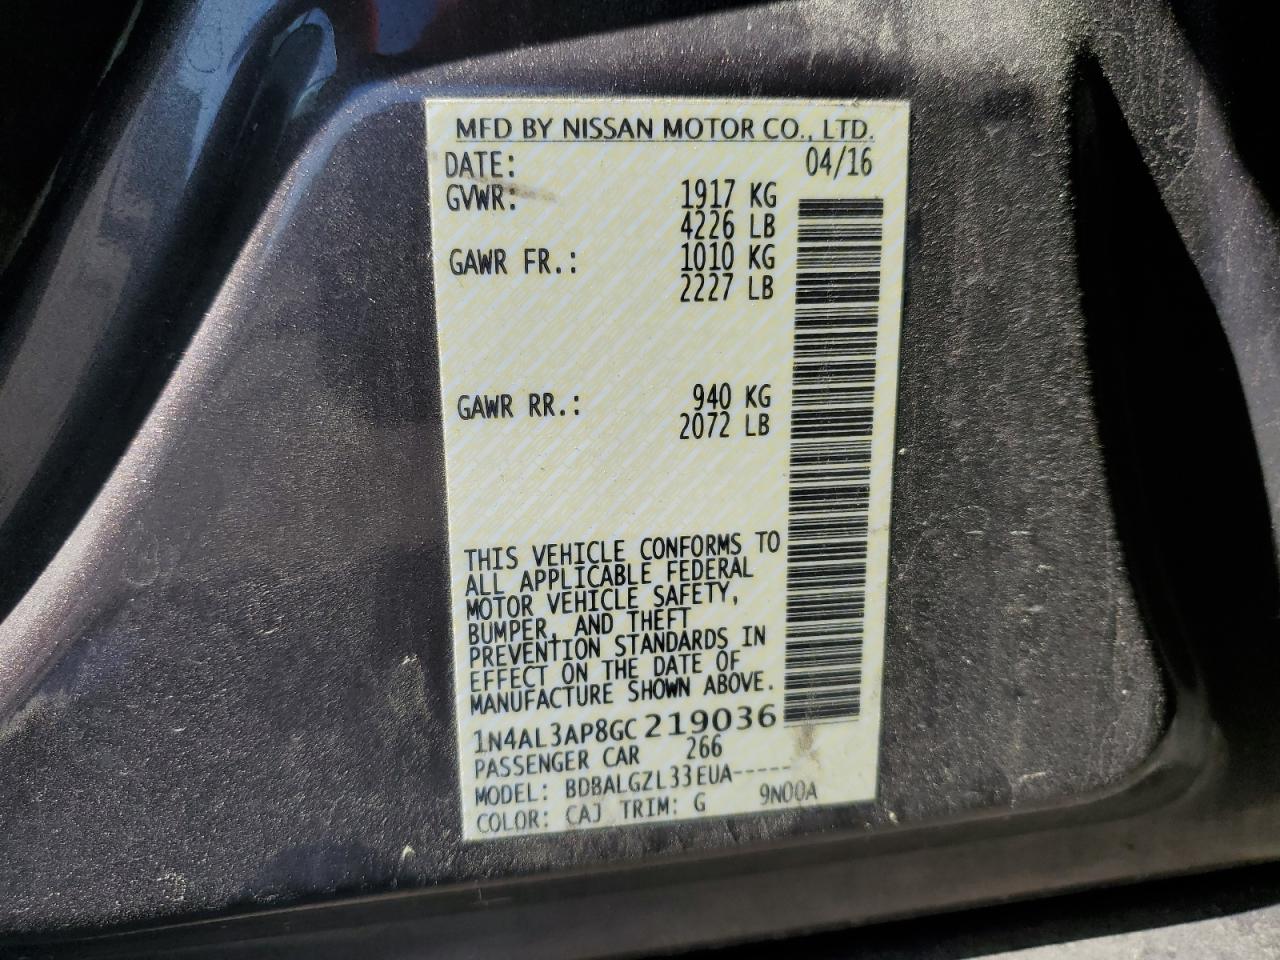 MFD BY NISSAN MOTOR CO., LTD.
DATE: 04/16
GVWR: 1917 KG
4226 LB
GAWR FR.: 1010 KG
2227 LB
GAWR RR.: 940 KG
2072 LB
THIS VEHICLE CONFORMS TO
ALL APPLICABLE FEDERAL
MOTOR VEHICLE SAFETY,
BUMPER, AND THEFT
PREVENTION STANDARDS IN
EFFECT ON THE DATE OF
MANUFACTURE SHOWN ABOVE.
1N4AL3AP8GC219036
PASSENGER CAR 266
MODEL: BDBALGZL33EUA-----
COLOR: CAJ TRIM: G 9N00A